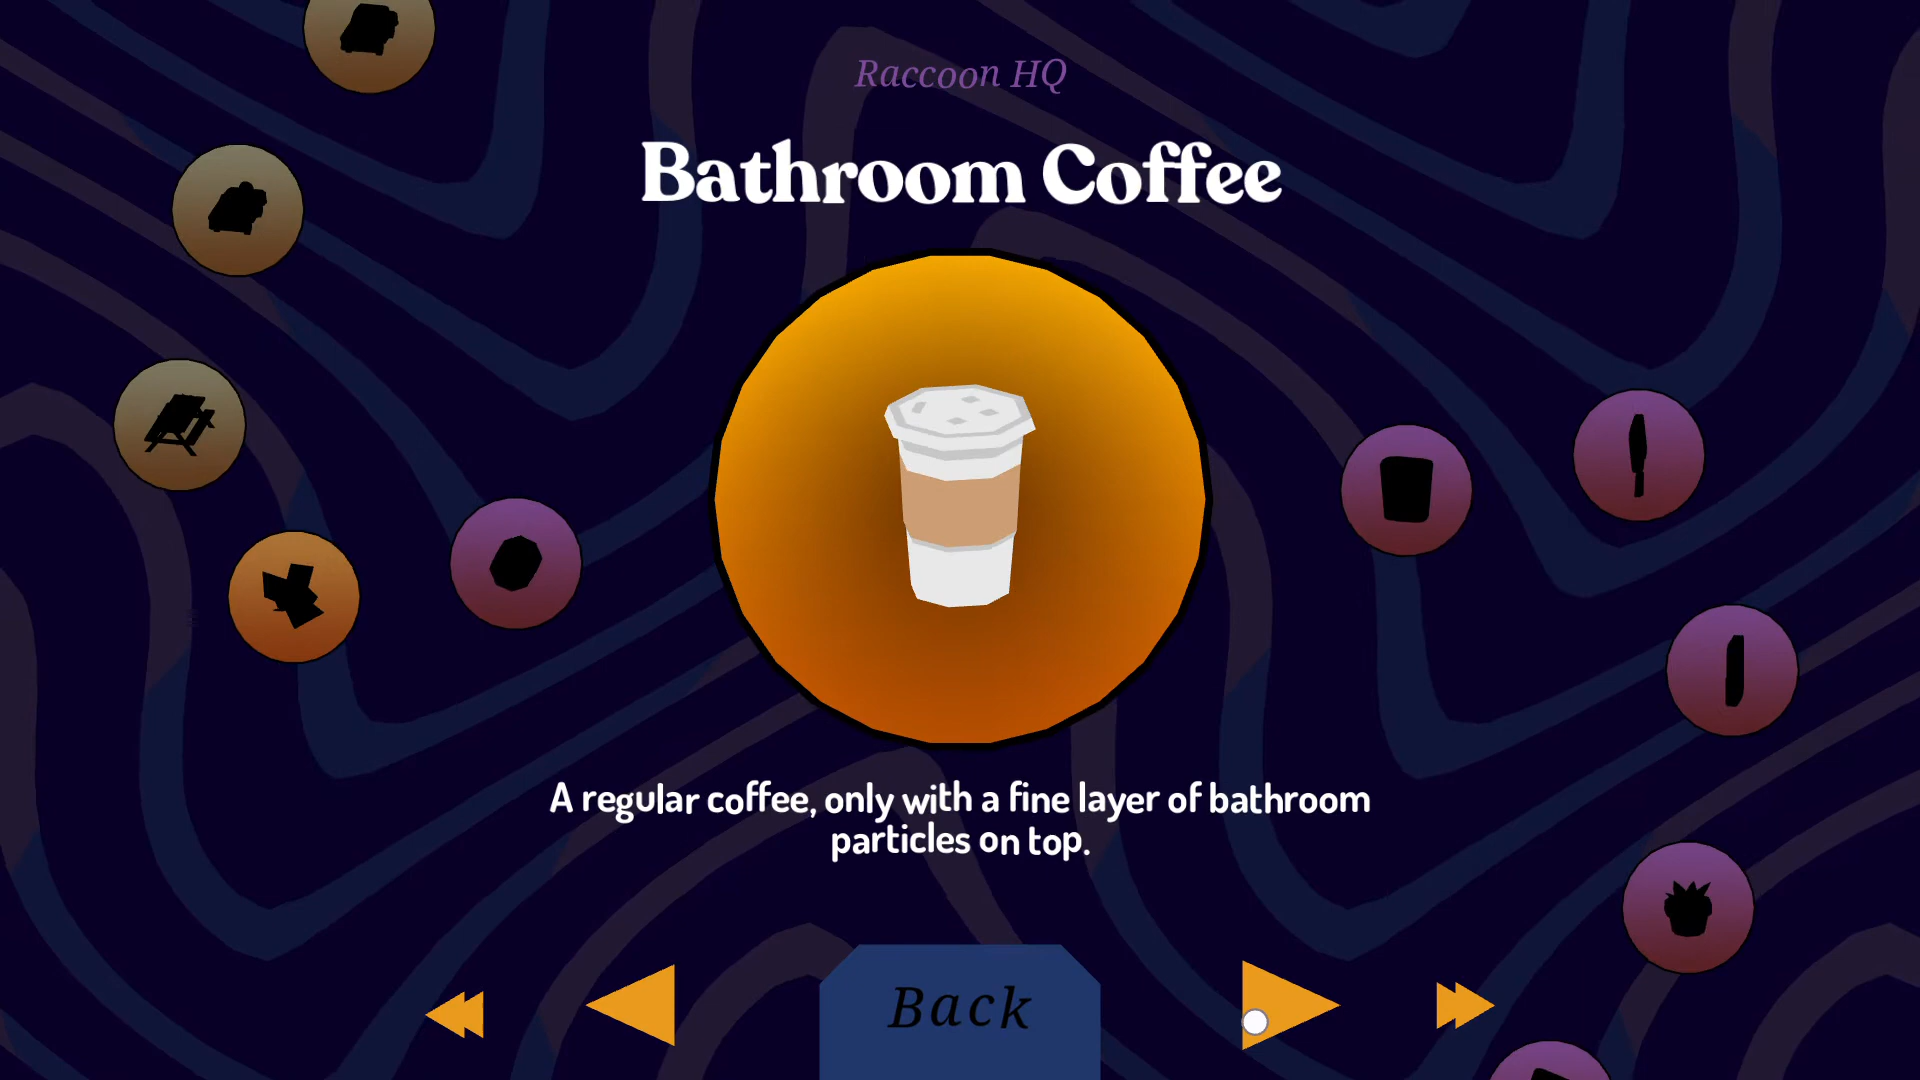 Raccoon HQ
Bathroom Coffee
A regular coffee, only with a fine layer of bathroom
particles on top.
Back